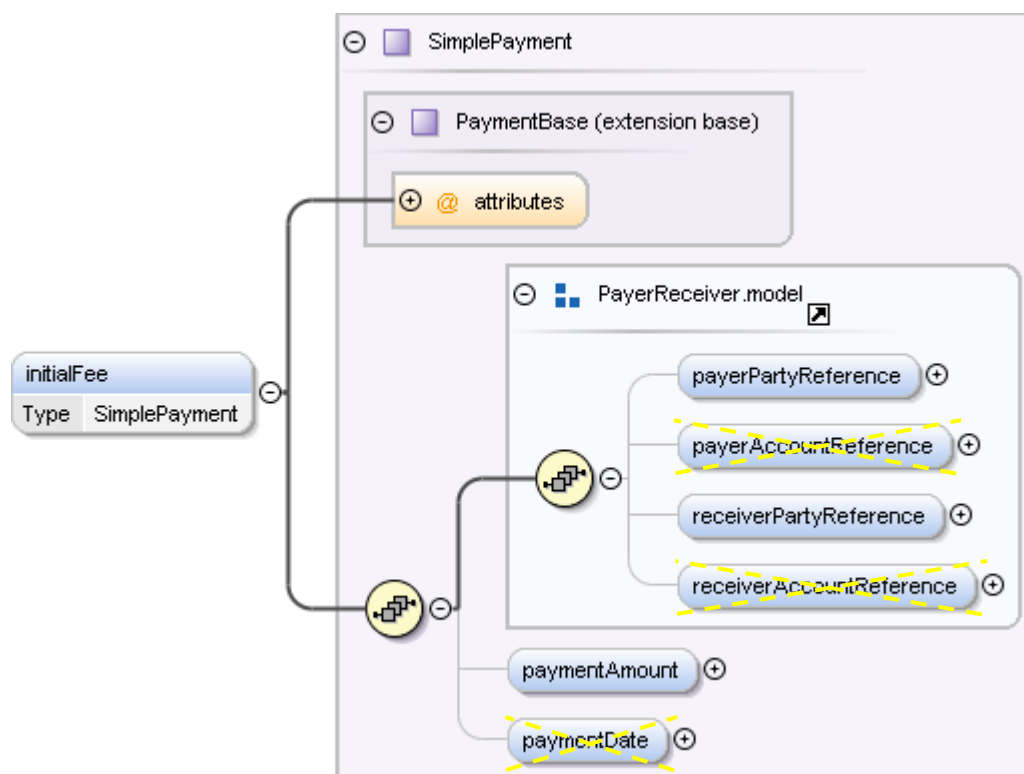 SimplePayment
PaymentBase (extension base)
@ attributes
PayerReceiver.model
initialFee
Type SimplePayment
payerPartyReference
payerAccountReference
receiverPartyReference
receiverAccountReference
paymentAmount
paymentDate